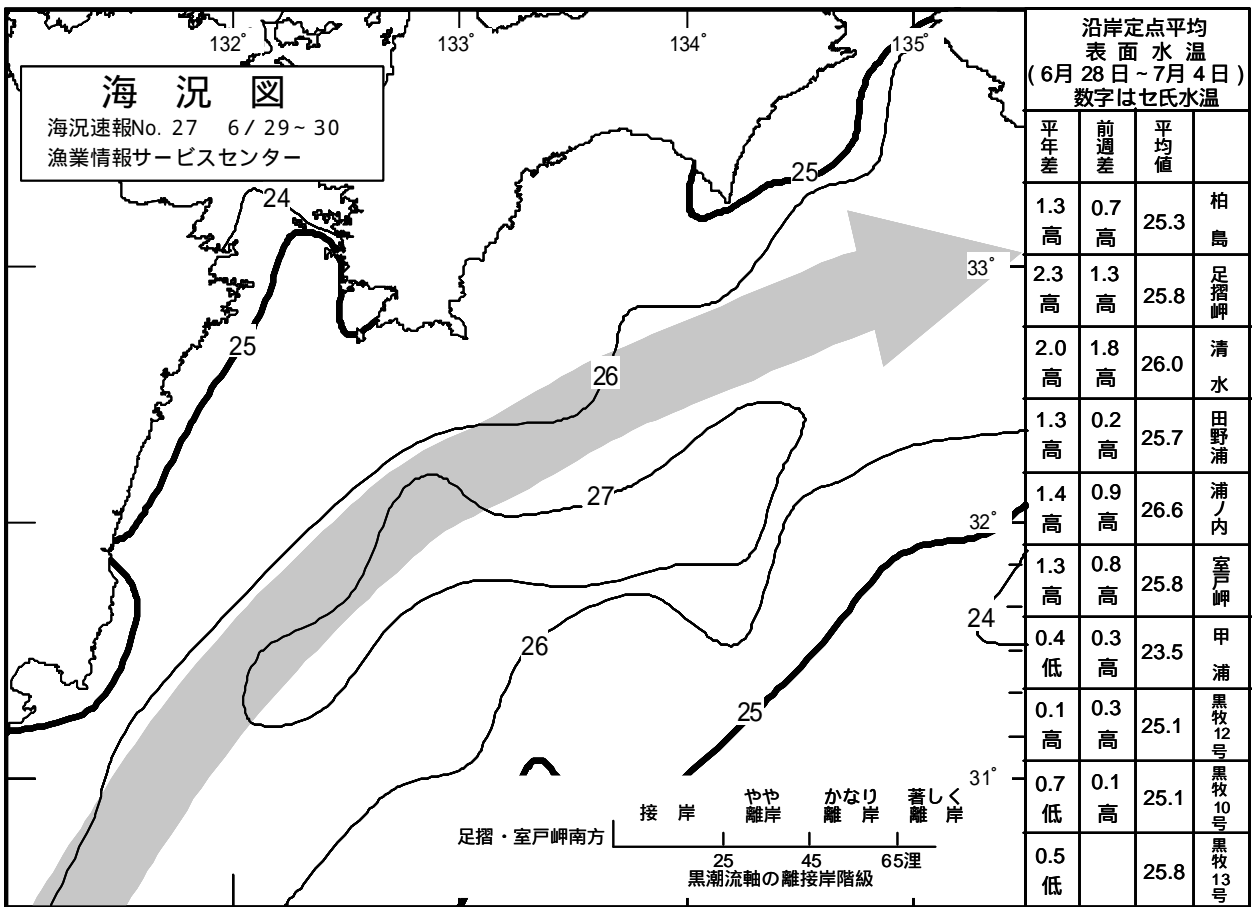 132°
133°
134°
135°
海 況 図
海況速報No. 27 6/29~30
漁業情報サービスセンター
24
25
25
33°
26
27
32°
24
26
25
31°
接 岸
やや
離岸
かなり
離 岸
著しく
離 岸
足摺・室戸岬南方
25
45
65浬
黒潮流軸の離接岸階級
沿岸定点平均
表 面 水 温
(6月 28 日~7月 4 日)
数字はセ氏水温
平年差 前週差 平均値
1.3高 0.7高 25.3 柏島
2.3高 1.3高 25.8 足摺岬
2.0高 1.8高 26.0 清水
1.3高 0.2高 25.7 田野浦
1.4高 0.9高 26.6 浦ノ内
1.3高 0.8高 25.8 室戸岬
0.4低 0.3高 23.5 甲浦
0.1高 0.3高 25.1 黒牧12号
0.7低 0.1高 25.1 黒牧10号
0.5低 25.8 黒牧13号